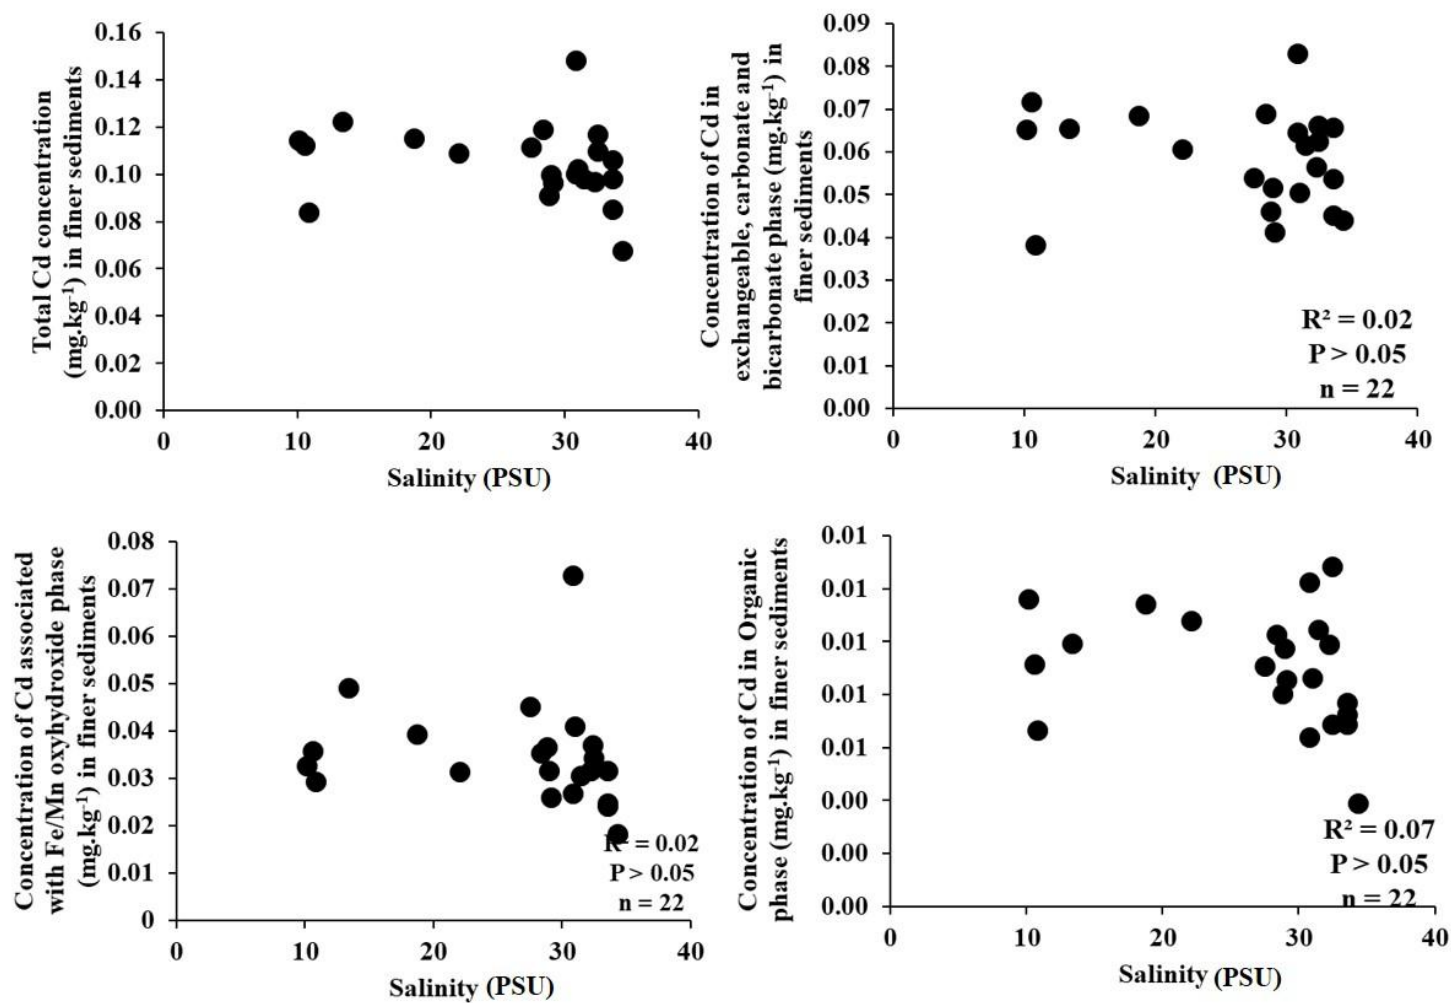 Total Cd concentration
(mg.kg⁻¹) in finer sediments
0.16
0.14
0.12
0.10
0.08
0.06
0.04
0.02
0.00
0 10 20 30 40
Salinity (PSU)
Concentration of Cd in
exchangeable, carbonate and
bicarbonate phase (mg.kg⁻¹) in
finer sediments
0.09
0.08
0.07
0.06
0.05
0.04
0.03
0.02
0.01
0.00
R² = 0.02
P > 0.05
n = 22
0 10 20 30 40
Salinity (PSU)
Concentration of Cd associated
with Fe/Mn oxyhydroxide phase
(mg.kg⁻¹) in finer sediments
0.08
0.07
0.06
0.05
0.04
0.03
0.02
0.01
0
R² = 0.02
P > 0.05
n = 22
0 10 20 30 40
Salinity (PSU)
Concentration of Cd in Organic
phase (mg.kg⁻¹) in finer sediments
0.01
0.01
0.01
0.01
0.01
0.00
0.00
0.00
R² = 0.07
P > 0.05
n = 22
0 10 20 30 40
Salinity (PSU)